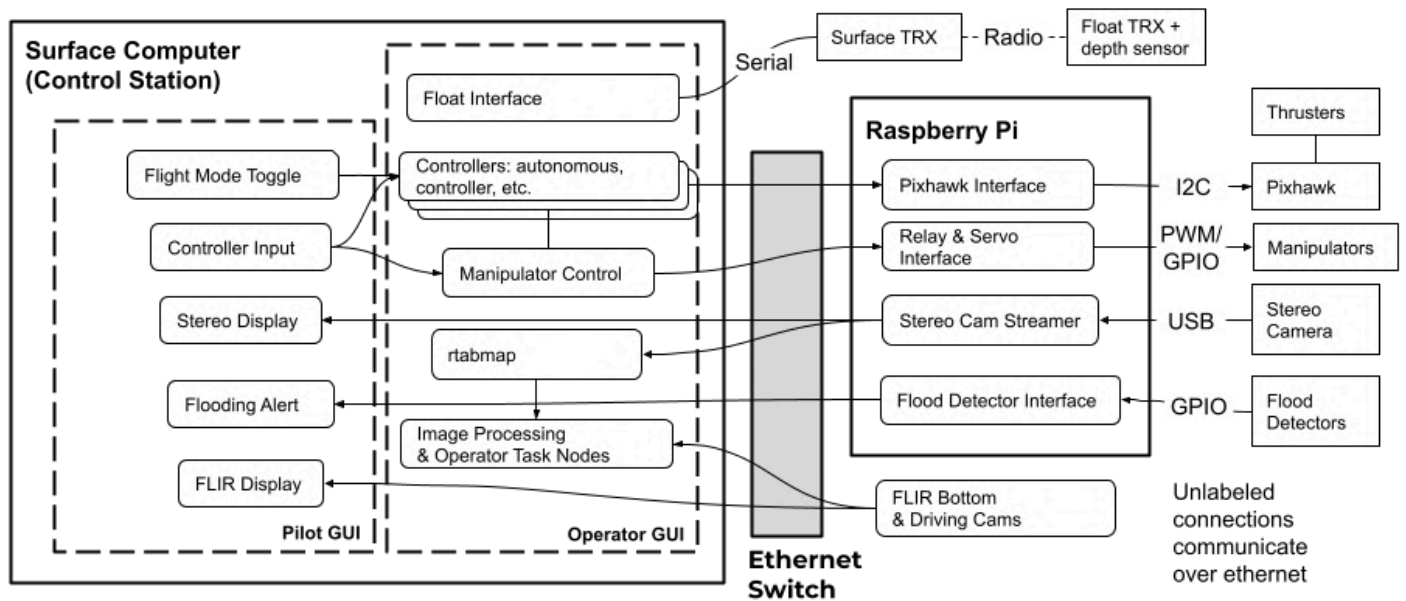 Surface Computer
(Control Station)
Float Interface
Serial
Surface TRX
Radio
Float TRX +
depth sensor
Flight Mode Toggle
Controllers: autonomous,
controller, etc.
Controller Input
Manipulator Control
Stereo Display
rtabmap
Flooding Alert
Image Processing
& Operator Task Nodes
FLIR Display
Pilot GUI
Operator GUI
Ethernet
Switch
Raspberry Pi
Pixhawk Interface
Relay & Servo
Interface
Stereo Cam Streamer
Flood Detector Interface
FLIR Bottom
& Driving Cams
I2C
PWM/
GPIO
USB
GPIO
Thrusters
Pixhawk
Manipulators
Stereo
Camera
Flood
Detectors
Unlabeled
connections
communicate
over ethernet